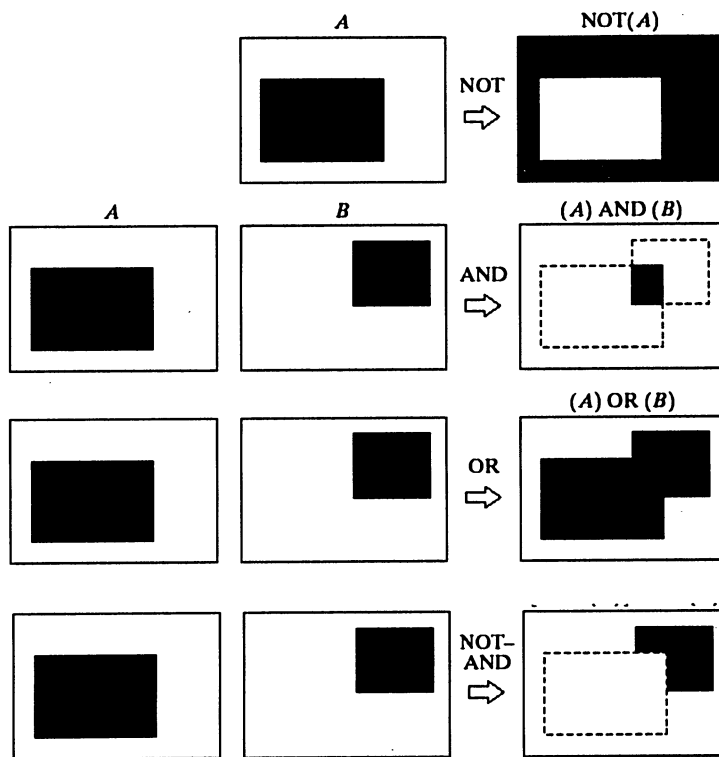 A NOT(A)
NOT
A B (A) AND (B)
AND
(A) OR (B)
OR
NOT–
AND